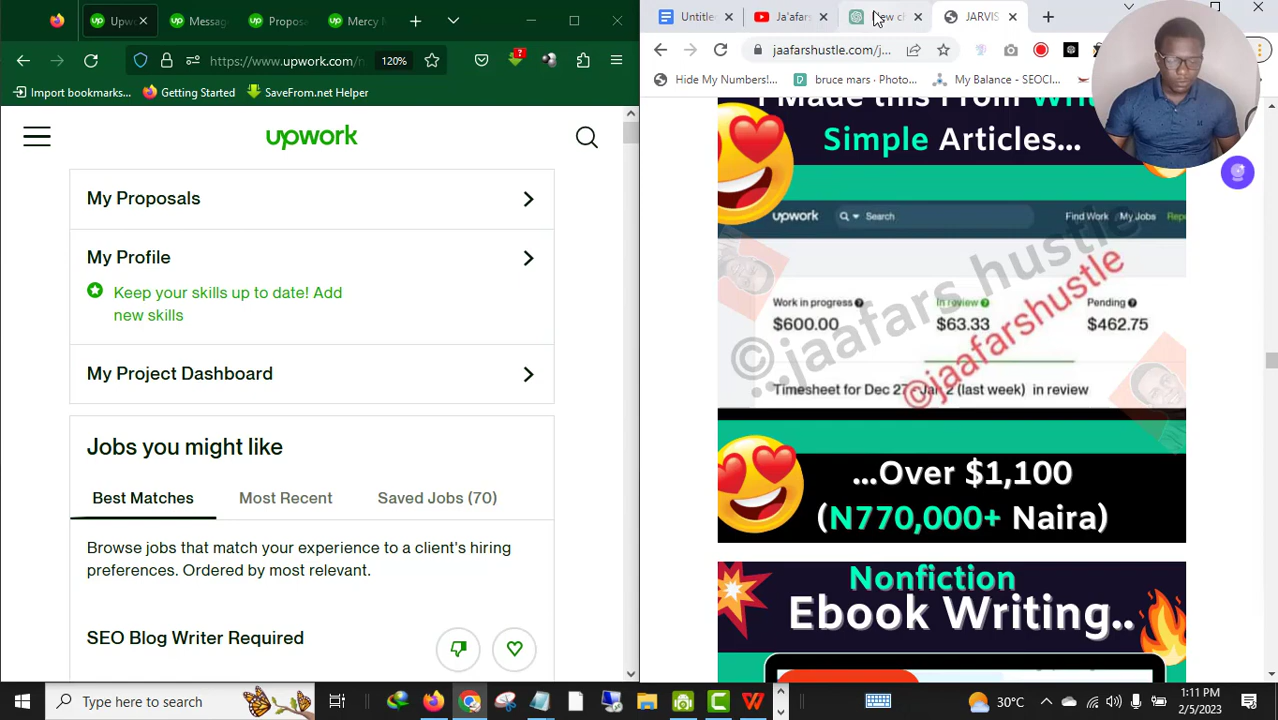 Upwo
Messag
Propos
Mercy
https://www.upwork.com/n
120%
?
Import bookmarks...
Getting Started
SaveFrom.net Helper
upwork
My Proposals
My Profile
Keep your skills up to date! Add
new skills
My Project Dashboard
Jobs you might like
Best Matches
Most Recent
Saved Jobs (70)
Browse jobs that match your experience to a client's hiring
preferences. Ordered by most relevant.
SEO Blog Writer Required
Untitle
Ja'afar
JARVIS
jaafarshustle.com/j...
Hide My Numbers!...
bruce mars · Photo...
My Balance - SEOCl...
I Made this From
Simple Articles...
upwork
Search
Find Work
My Jobs
Repo
Work in progress
In review
Pending
$600.00
$63.33
$462.75
Timesheet for Dec 27 - Jan 2 (last week) in review
©jaafars hustle
©jaafarshustle
...Over $1,100
(N770,000+ Naira)
Nonfiction
Ebook Writing..
Type here to search
30°C
1:11 PM
2/5/2023